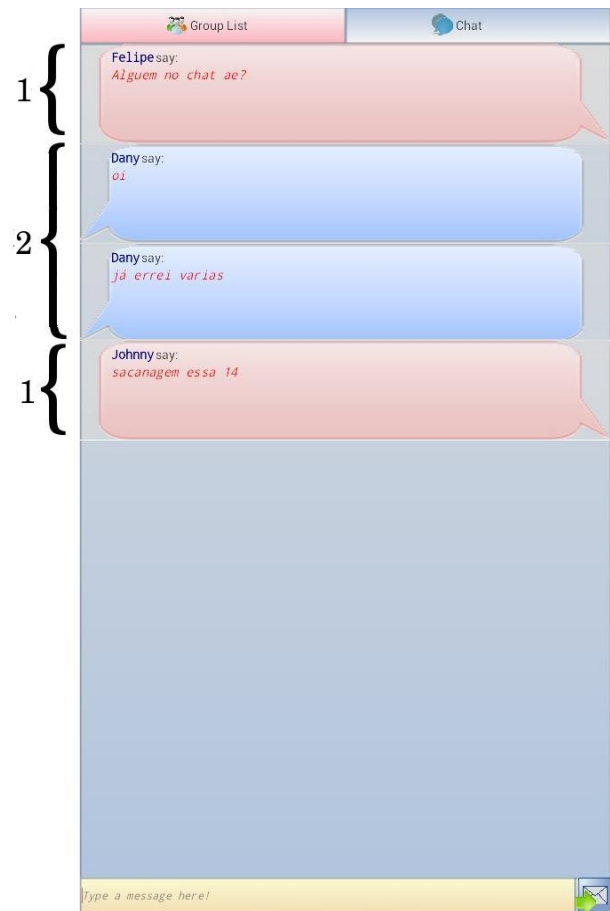 Group List
Chat
1
Felipe say:
Alguem no chat ae?
2
Dany say:
oi
Dany say:
já errei varias
1
Johnny say:
sacanagem essa 14
Type a message here!